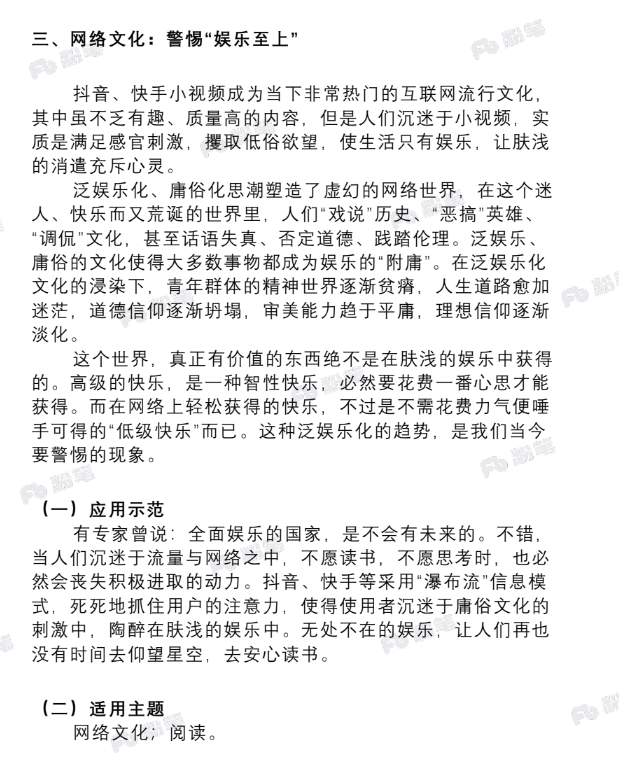 三、网络文化：警惕“娱乐至上”
抖音、快手小视频成为当下非常热门的互联网流行文化，
其中虽不乏有趣、质量高的内容，但是人们沉迷于小视频，实
质是满足感官刺激，攫取低俗欲望，使生活只有娱乐，让肤浅
的消遣充斥心灵。
泛娱乐化、庸俗化思潮塑造了虚幻的网络世界，在这个迷
人、快乐而又荒诞的世界里，人们“戏说”历史、“恶搞”英雄、
“调侃”文化，甚至话语失真、否定道德、践踏伦理。泛娱乐、
庸俗的文化使得大多数事物都成为娱乐的“附庸”。在泛娱乐化
文化的浸染下，青年群体的精神世界逐渐贫瘠，人生道路愈加
迷茫，道德信仰逐渐坍塌，审美能力趋于平庸，理想信仰逐渐
淡化。
这个世界，真正有价值的东西绝不是在肤浅的娱乐中获得
的。高级的快乐，是一种智性快乐，必然要花费一番心思才能
获得。而在网络上轻松获得的快乐，不过是不需花费力气便唾
手可得的“低级快乐”而已。这种泛娱乐化的趋势，是我们当今
要警惕的现象。
（一）应用示范
有专家曾说：全面娱乐的国家，是不会有未来的。不错，
当人们沉迷于流量与网络之中，不愿读书，不愿思考时，也必
然会丧失积极进取的动力。抖音、快手等采用“瀑布流”信息模
式，死死地抓住用户的注意力，使得使用者沉迷于庸俗文化的
刺激中，陶醉在肤浅的娱乐中。无处不在的娱乐，让人们再也
没有时间去仰望星空，去安心读书。
（二）适用主题
网络文化；阅读。
粉笔